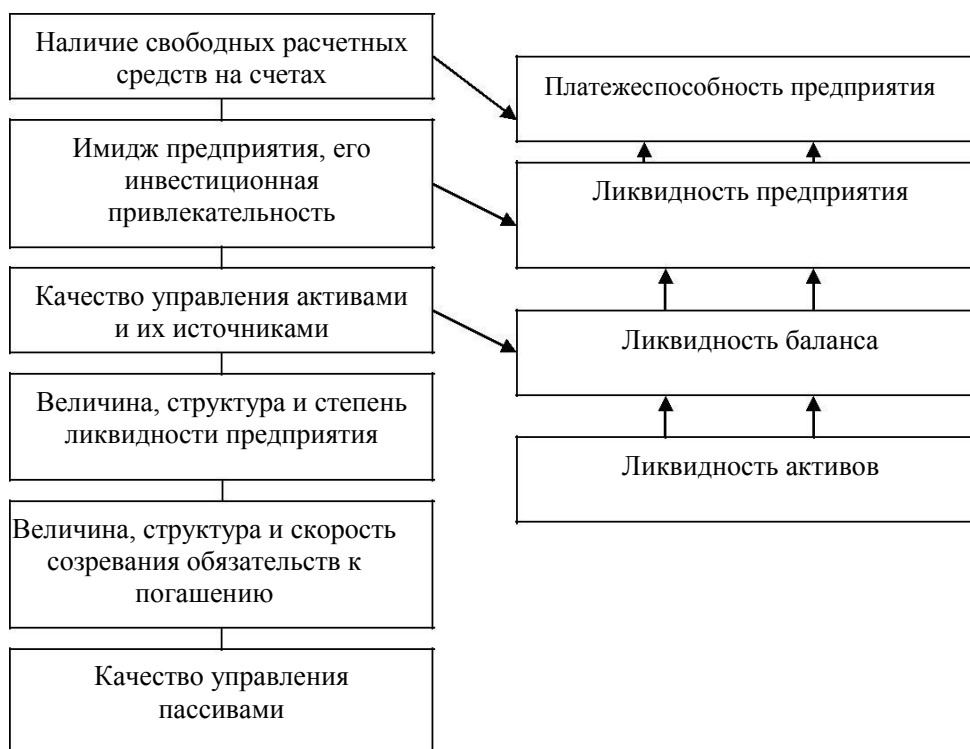 Наличие свободных расчетных
средств на счетах
Имидж предприятия, его
инвестиционная
привлекательность
Качество управления активами
и их источниками
Величина, структура и степень
ликвидности предприятия
Величина, структура и скорость
созревания обязательств к
погашению
Качество управления
пассивами
Платежеспособность предприятия
Ликвидность предприятия
Ликвидность баланса
Ликвидность активов